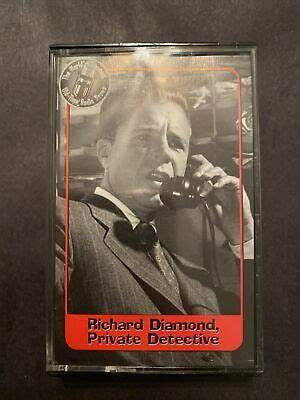 Richard Diamond,
Private Detective